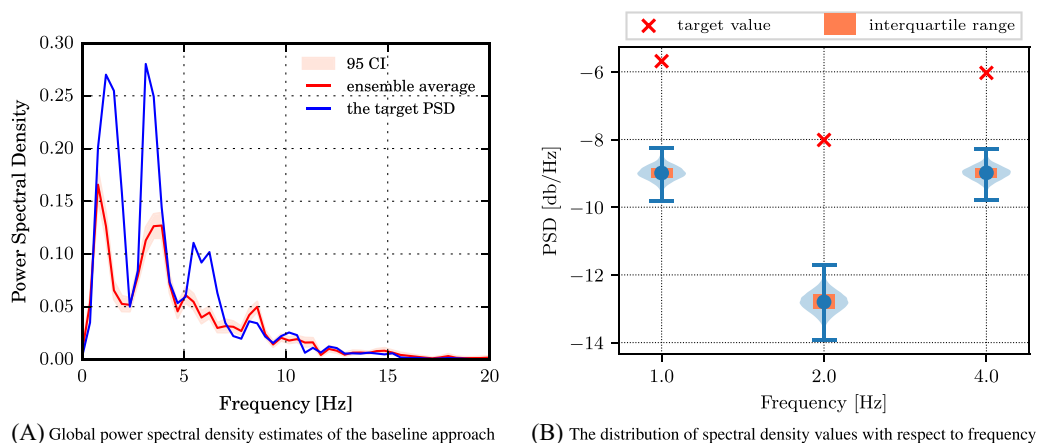 0.30
0.25
0.20
0.15
0.10
0.05
0.00
Power Spectral Density
95 CI
ensemble average
the target PSD
0 5 10 15 20
Frequency [Hz]
(A) Global power spectral density estimates of the baseline approach
target value interquartile range
−6
−8
−10
−12
−14
PSD [db/Hz]
1.0 2.0 4.0
Frequency [Hz]
(B) The distribution of spectral density values with respect to frequency